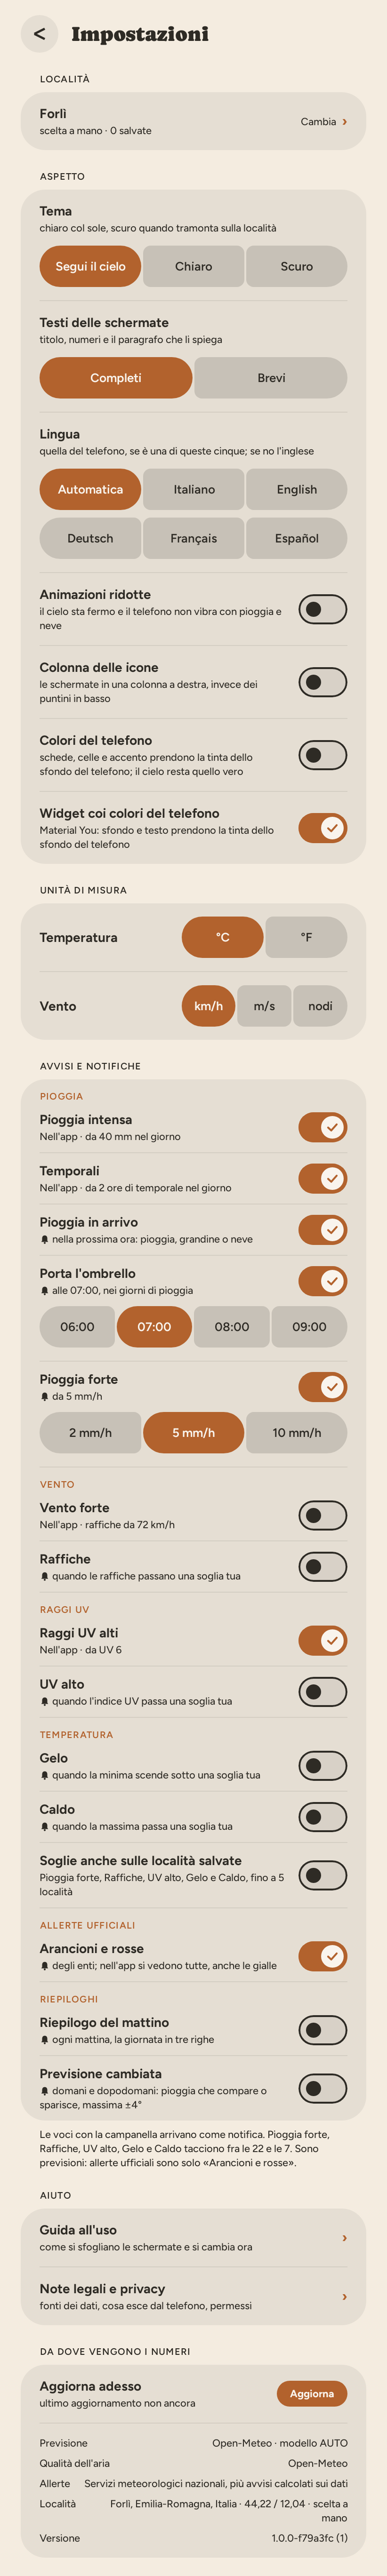 <
Impostazioni
LOCALITÀ
Forlì
scelta a mano · 0 salvate
Cambia ›
ASPETTO
Tema
chiaro col sole, scuro quando tramonta sulla località
Segui il cielo Chiaro Scuro
Testi delle schermate
titolo, numeri e il paragrafo che li spiega
Completi Brevi
Lingua
quella del telefono, se è una di queste cinque; se no l'inglese
Automatica Italiano English
Deutsch Français Español
Animazioni ridotte
il cielo sta fermo e il telefono non vibra con pioggia e
neve
Colonna delle icone
le schermate in una colonna a destra, invece dei
puntini in basso
Colori del telefono
schede, celle e accento prendono la tinta dello
sfondo del telefono; il cielo resta quello vero
Widget coi colori del telefono
Material You: sfondo e testo prendono la tinta dello
sfondo del telefono
UNITÀ DI MISURA
Temperatura °C °F
Vento km/h m/s nodi
AVVISI E NOTIFICHE
PIOGGIA
Pioggia intensa
Nell'app · da 40 mm nel giorno
Temporali
Nell'app · da 2 ore di temporale nel giorno
Pioggia in arrivo
nella prossima ora: pioggia, grandine o neve
Porta l'ombrello
alle 07:00, nei giorni di pioggia
06:00 07:00 08:00 09:00
Pioggia forte
da 5 mm/h
2 mm/h 5 mm/h 10 mm/h
VENTO
Vento forte
Nell'app · raffiche da 72 km/h
Raffiche
quando le raffiche passano una soglia tua
RAGGI UV
Raggi UV alti
Nell'app · da UV 6
UV alto
quando l'indice UV passa una soglia tua
TEMPERATURA
Gelo
quando la minima scende sotto una soglia tua
Caldo
quando la massima passa una soglia tua
Soglie anche sulle località salvate
Pioggia forte, Raffiche, UV alto, Gelo e Caldo, fino a 5
località
ALLERTE UFFICIALI
Arancioni e rosse
degli enti; nell'app si vedono tutte, anche le gialle
RIEPILOGHI
Riepilogo del mattino
ogni mattina, la giornata in tre righe
Previsione cambiata
domani e dopodomani: pioggia che compare o
sparisce, massima ±4°
Le voci con la campanella arrivano come notifica. Pioggia forte,
Raffiche, UV alto, Gelo e Caldo tacciono fra le 22 e le 7. Sono
previsioni: allerte ufficiali sono solo «Arancioni e rosse».
AIUTO
Guida all'uso
come si sfogliano le schermate e si cambia ora
›
Note legali e privacy
fonti dei dati, cosa esce dal telefono, permessi
›
DA DOVE VENGONO I NUMERI
Aggiorna adesso
ultimo aggiornamento non ancora
Aggiorna
Previsione Open-Meteo · modello AUTO
Qualità dell'aria Open-Meteo
Allerte Servizi meteorologici nazionali, più avvisi calcolati sui dati
Località Forlì, Emilia-Romagna, Italia · 44,22 / 12,04 · scelta a
mano
Versione 1.0.0-f79a3fc (1)